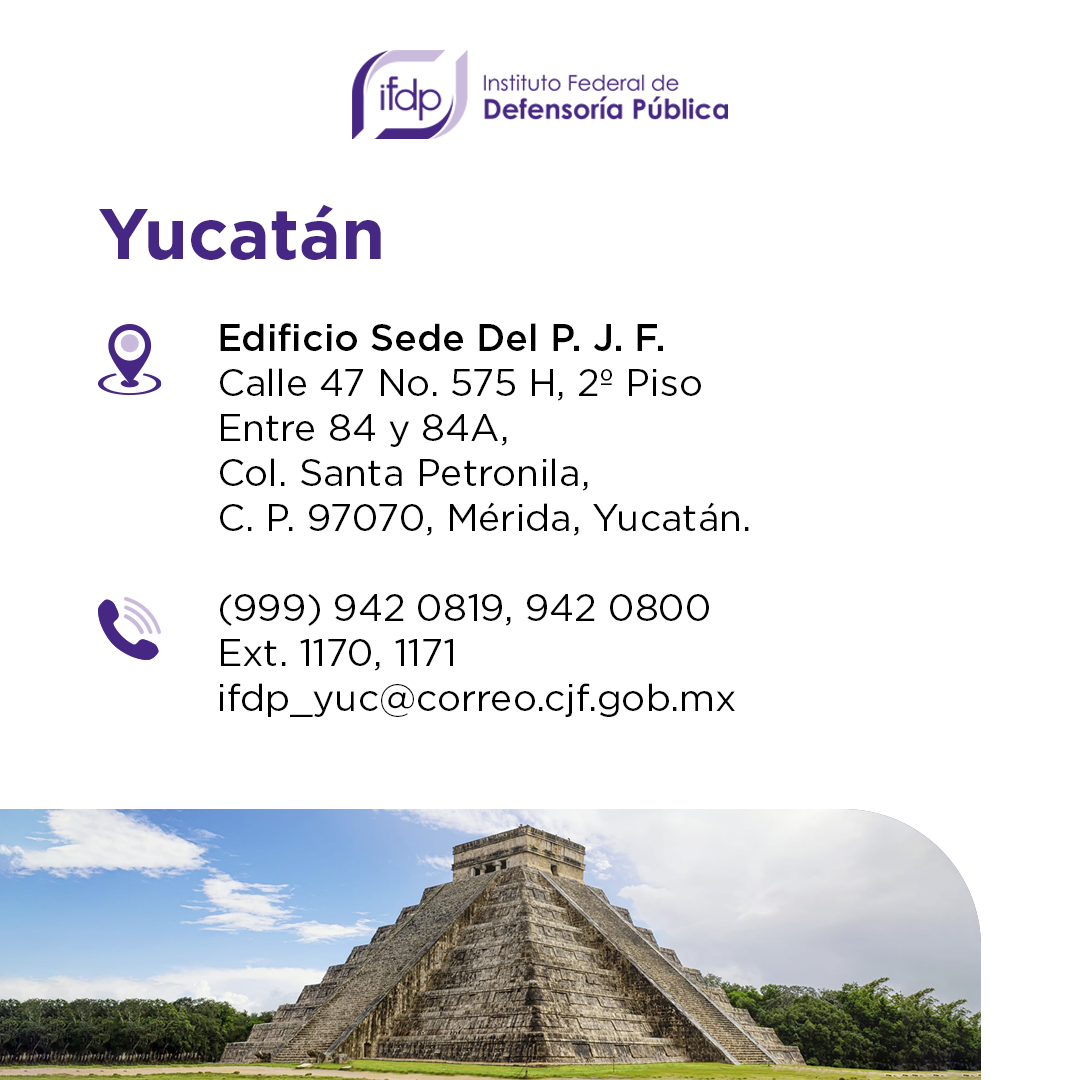 ifdp
Instituto Federal de
Defensoría Pública
Yucatán
Edificio Sede Del P. J. F.
Calle 47 No. 575 H, 2º Piso
Entre 84 y 84A,
Col. Santa Petronila,
C. P. 97070, Mérida, Yucatán.
(999) 942 0819, 942 0800
Ext. 1170, 1171
ifdp_yuc@correo.cjf.gob.mx